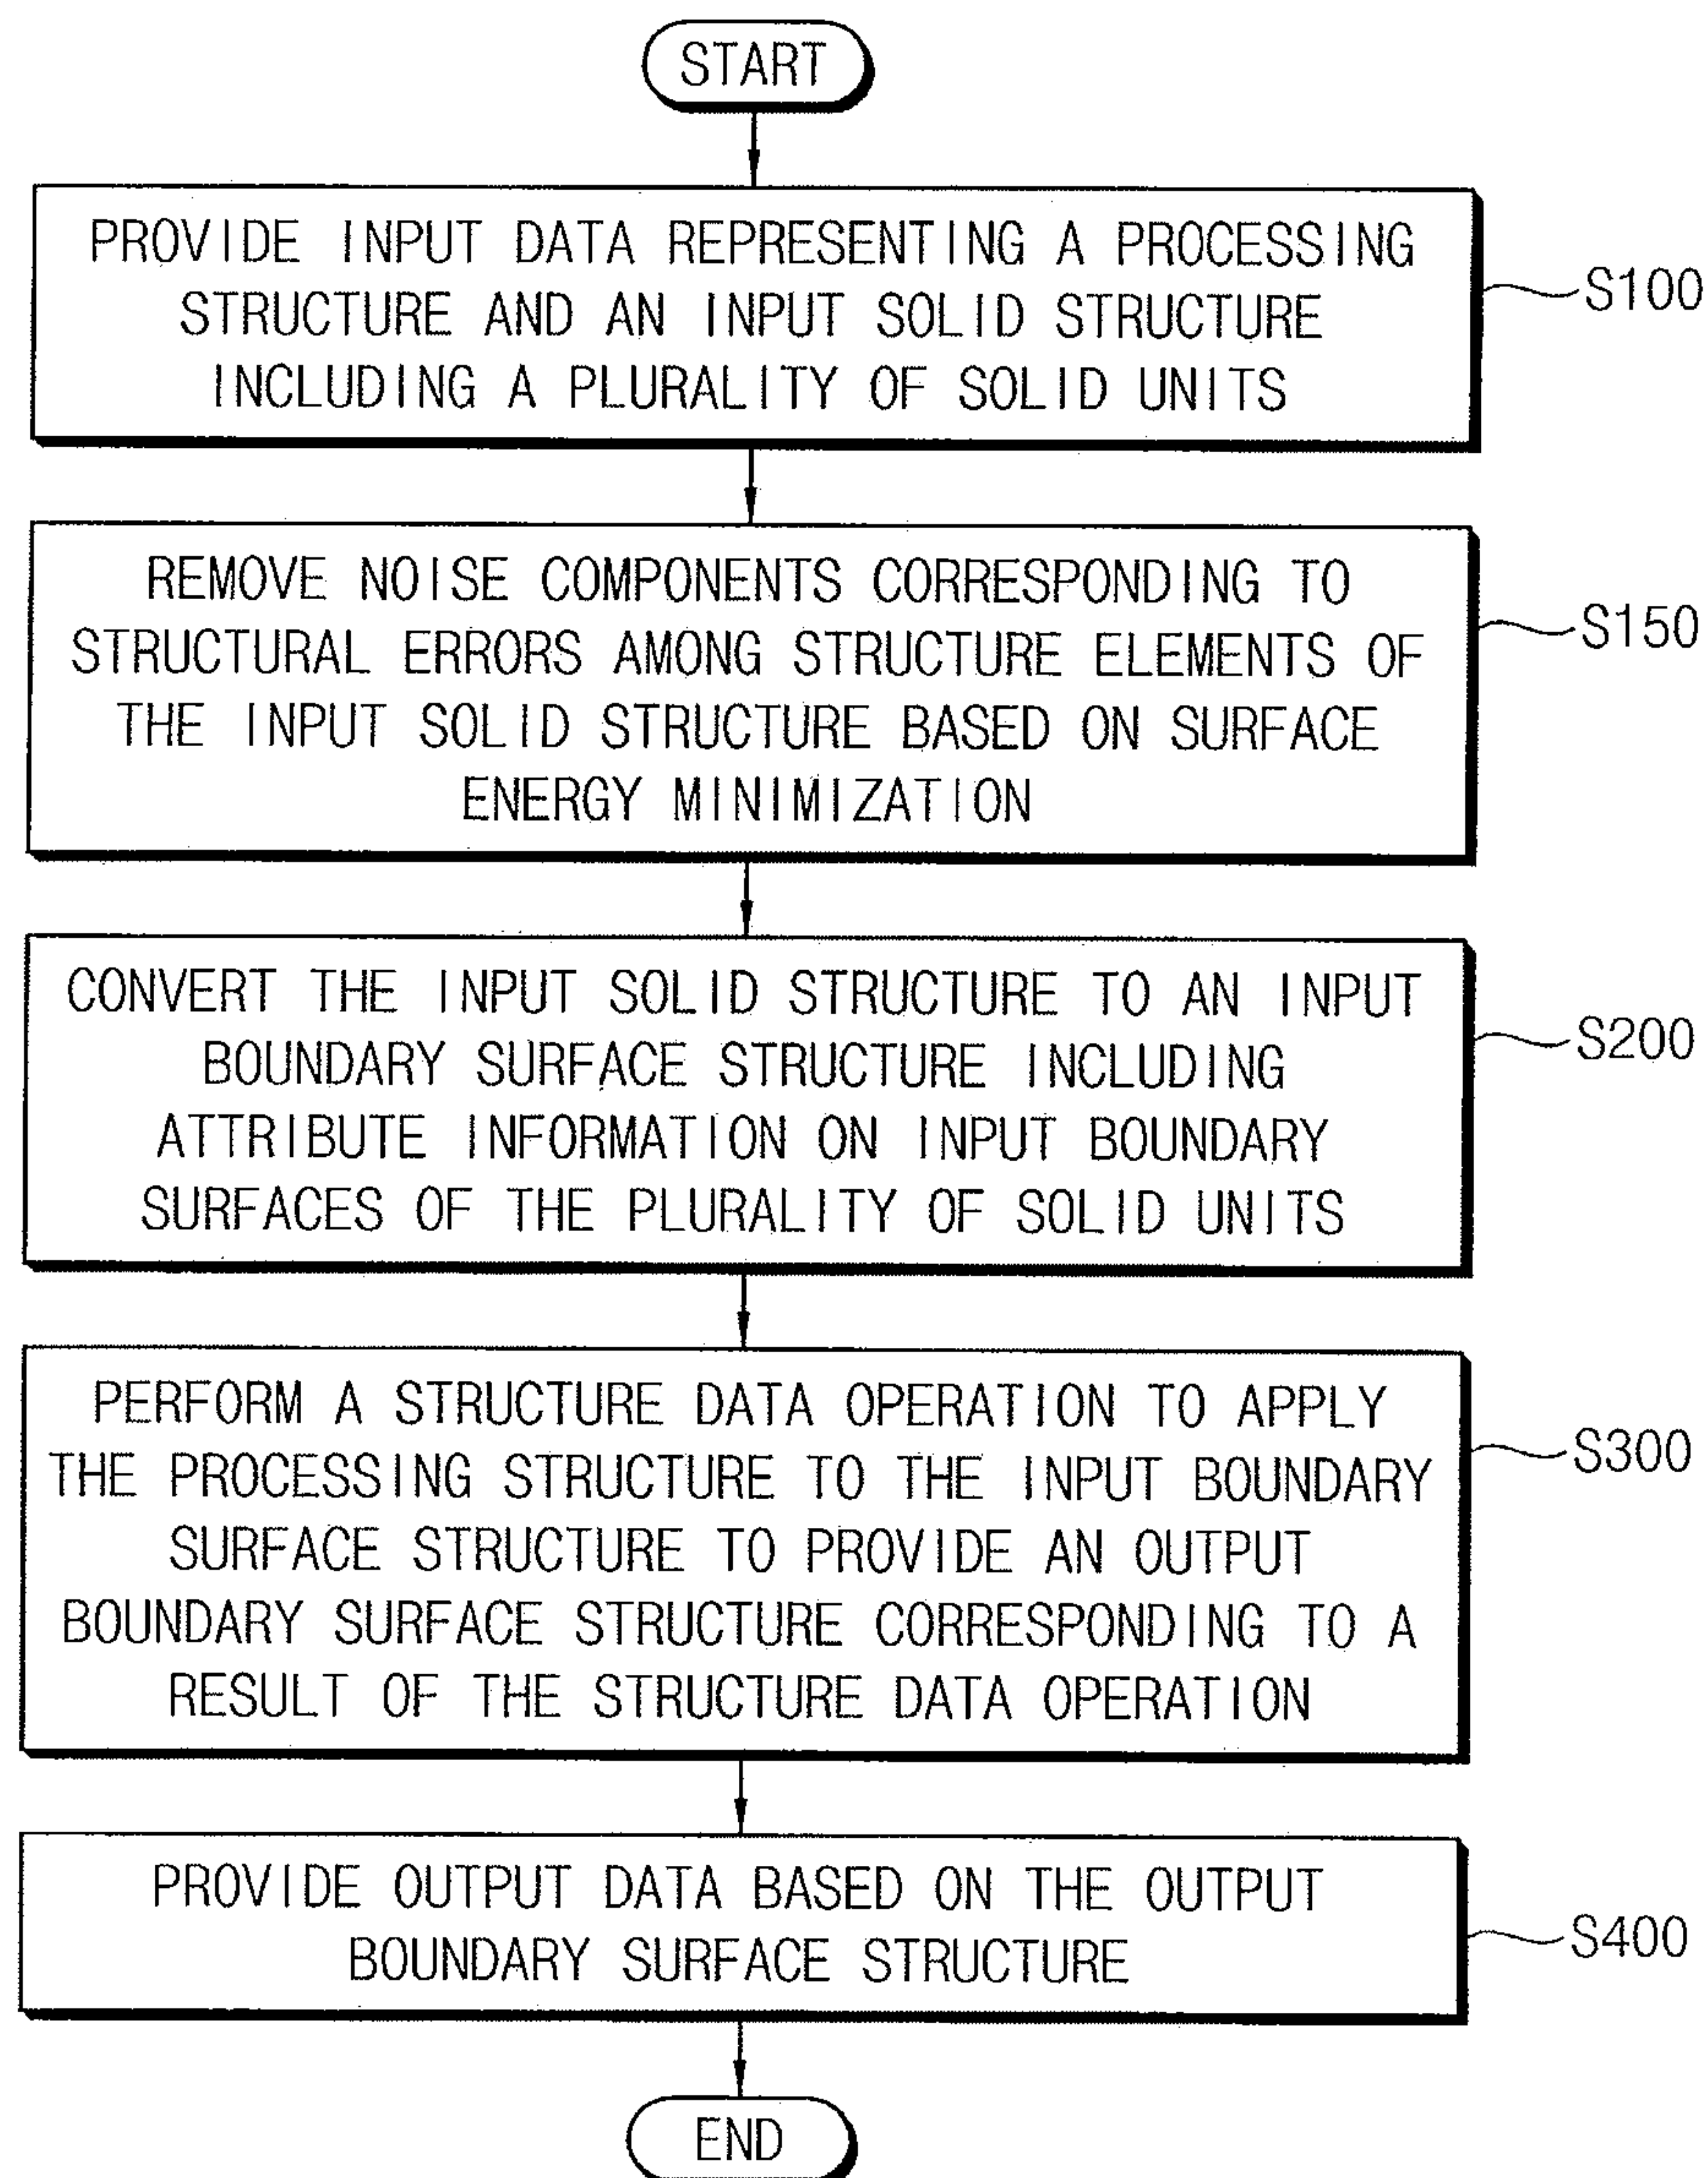 START
PROVIDE INPUT DATA REPRESENTING A PROCESSING
STRUCTURE AND AN INPUT SOLID STRUCTURE
INCLUDING A PLURALITY OF SOLID UNITS
S100
REMOVE NOISE COMPONENTS CORRESPONDING TO
STRUCTURAL ERRORS AMONG STRUCTURE ELEMENTS OF
THE INPUT SOLID STRUCTURE BASED ON SURFACE
ENERGY MINIMIZATION
S150
CONVERT THE INPUT SOLID STRUCTURE TO AN INPUT
BOUNDARY SURFACE STRUCTURE INCLUDING
ATTRIBUTE INFORMATION ON INPUT BOUNDARY
SURFACES OF THE PLURALITY OF SOLID UNITS
S200
PERFORM A STRUCTURE DATA OPERATION TO APPLY
THE PROCESSING STRUCTURE TO THE INPUT BOUNDARY
SURFACE STRUCTURE TO PROVIDE AN OUTPUT
BOUNDARY SURFACE STRUCTURE CORRESPONDING TO A
RESULT OF THE STRUCTURE DATA OPERATION
S300
PROVIDE OUTPUT DATA BASED ON THE OUTPUT
BOUNDARY SURFACE STRUCTURE
S400
END